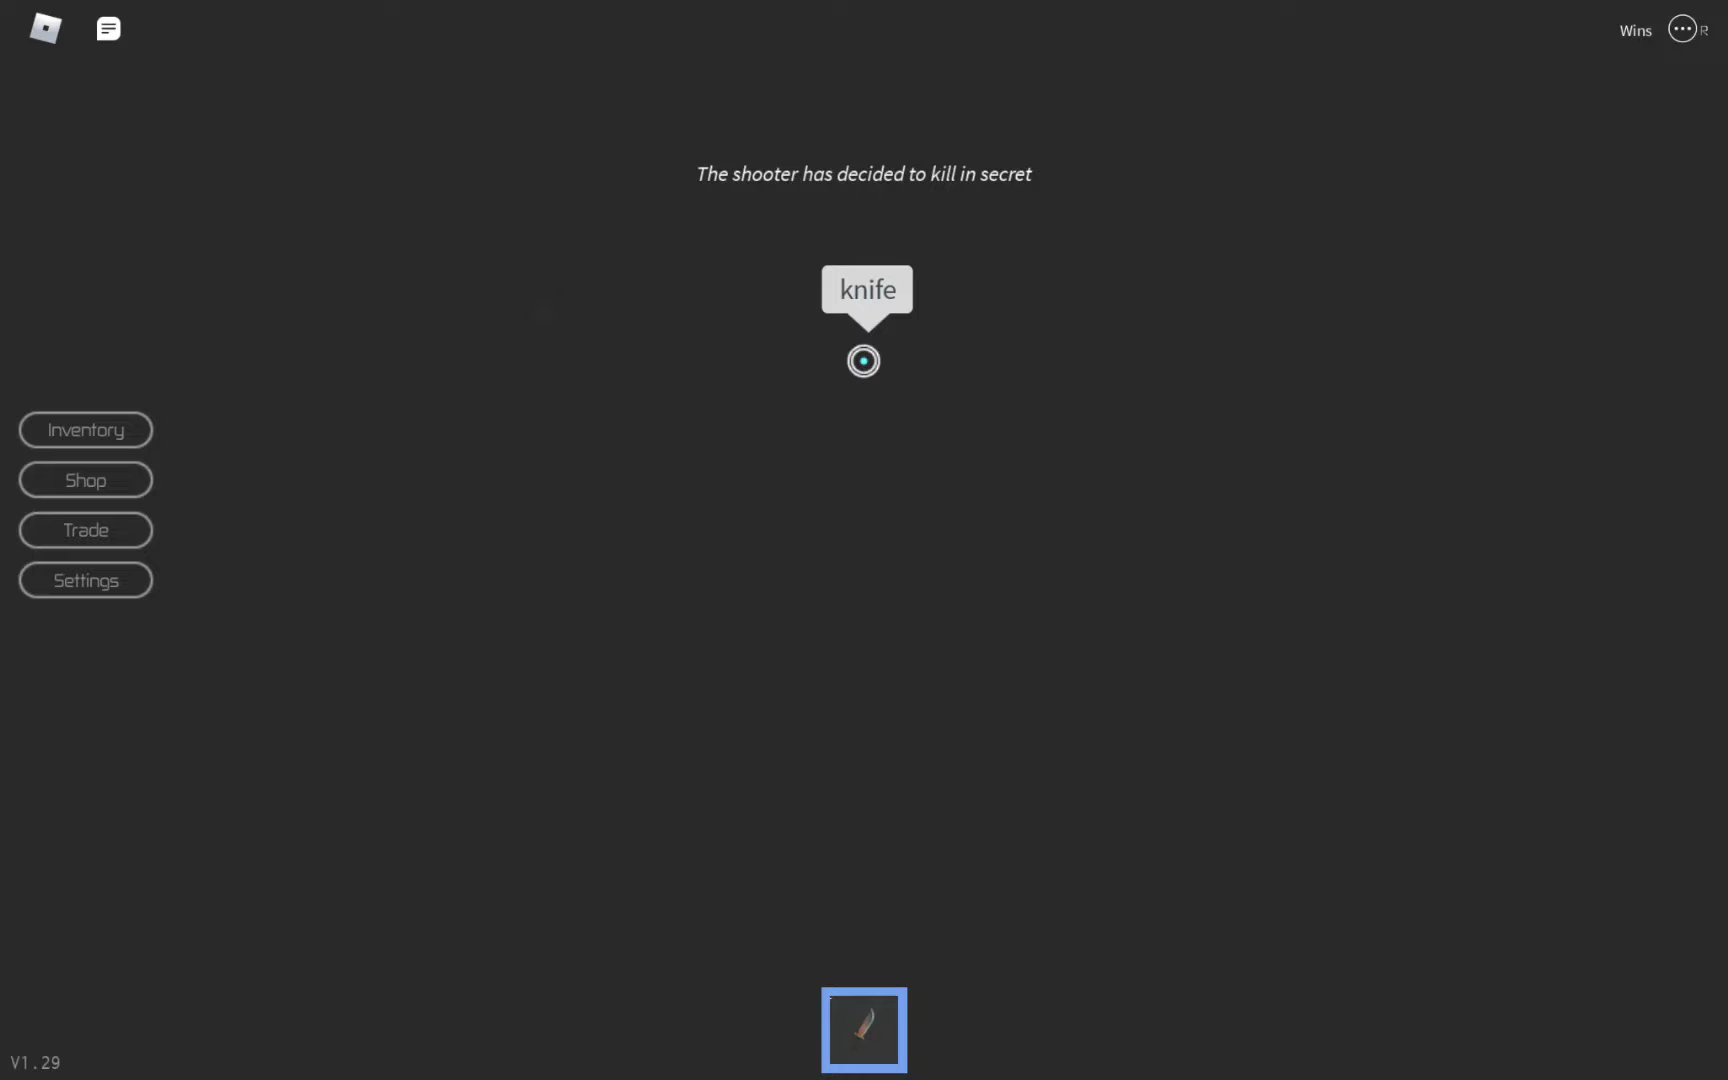 Wins
R
The shooter has decided to kill in secret
knife
Inventory
Shop
Trade
Settings
V1.29